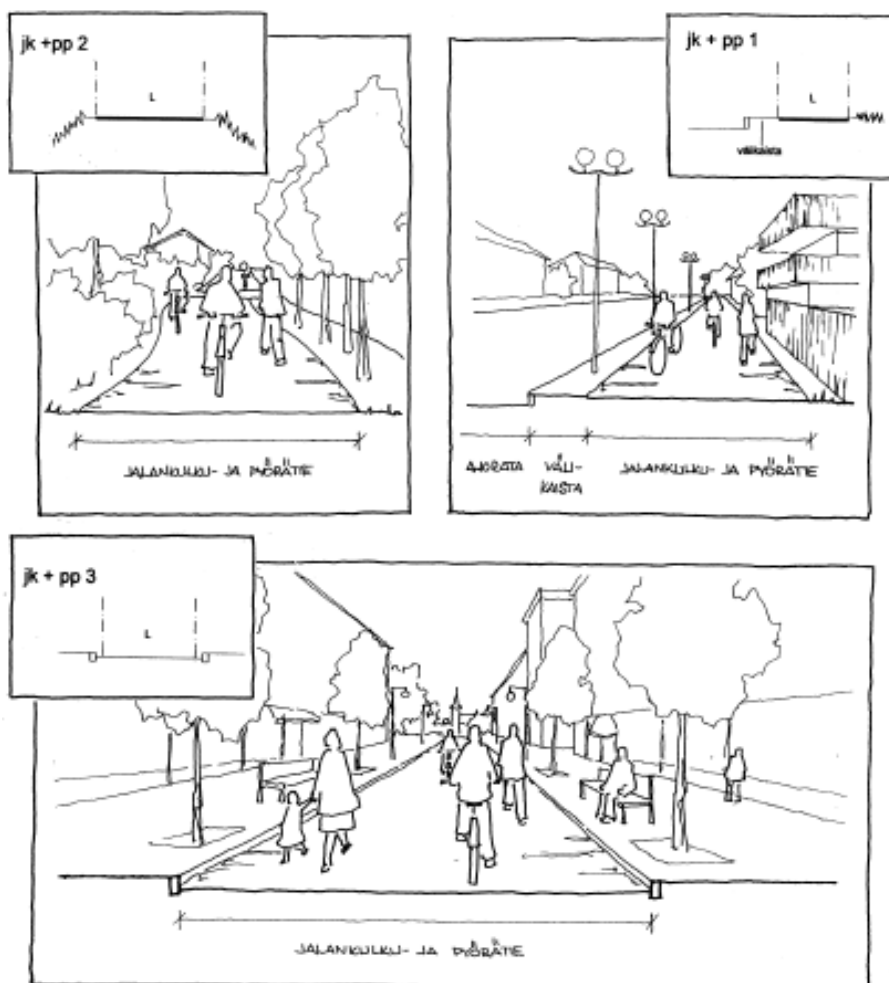 jk +pp 2
L
JALANKULKU- JA PYÖRÄTIE
jk + pp 1
L
välikaista
AJORATA
VÄLI-
KAISTA
JALANKULKU- JA PYÖRÄTIE
jk + pp 3
L
JALANKULKU- JA PYÖRÄTIE